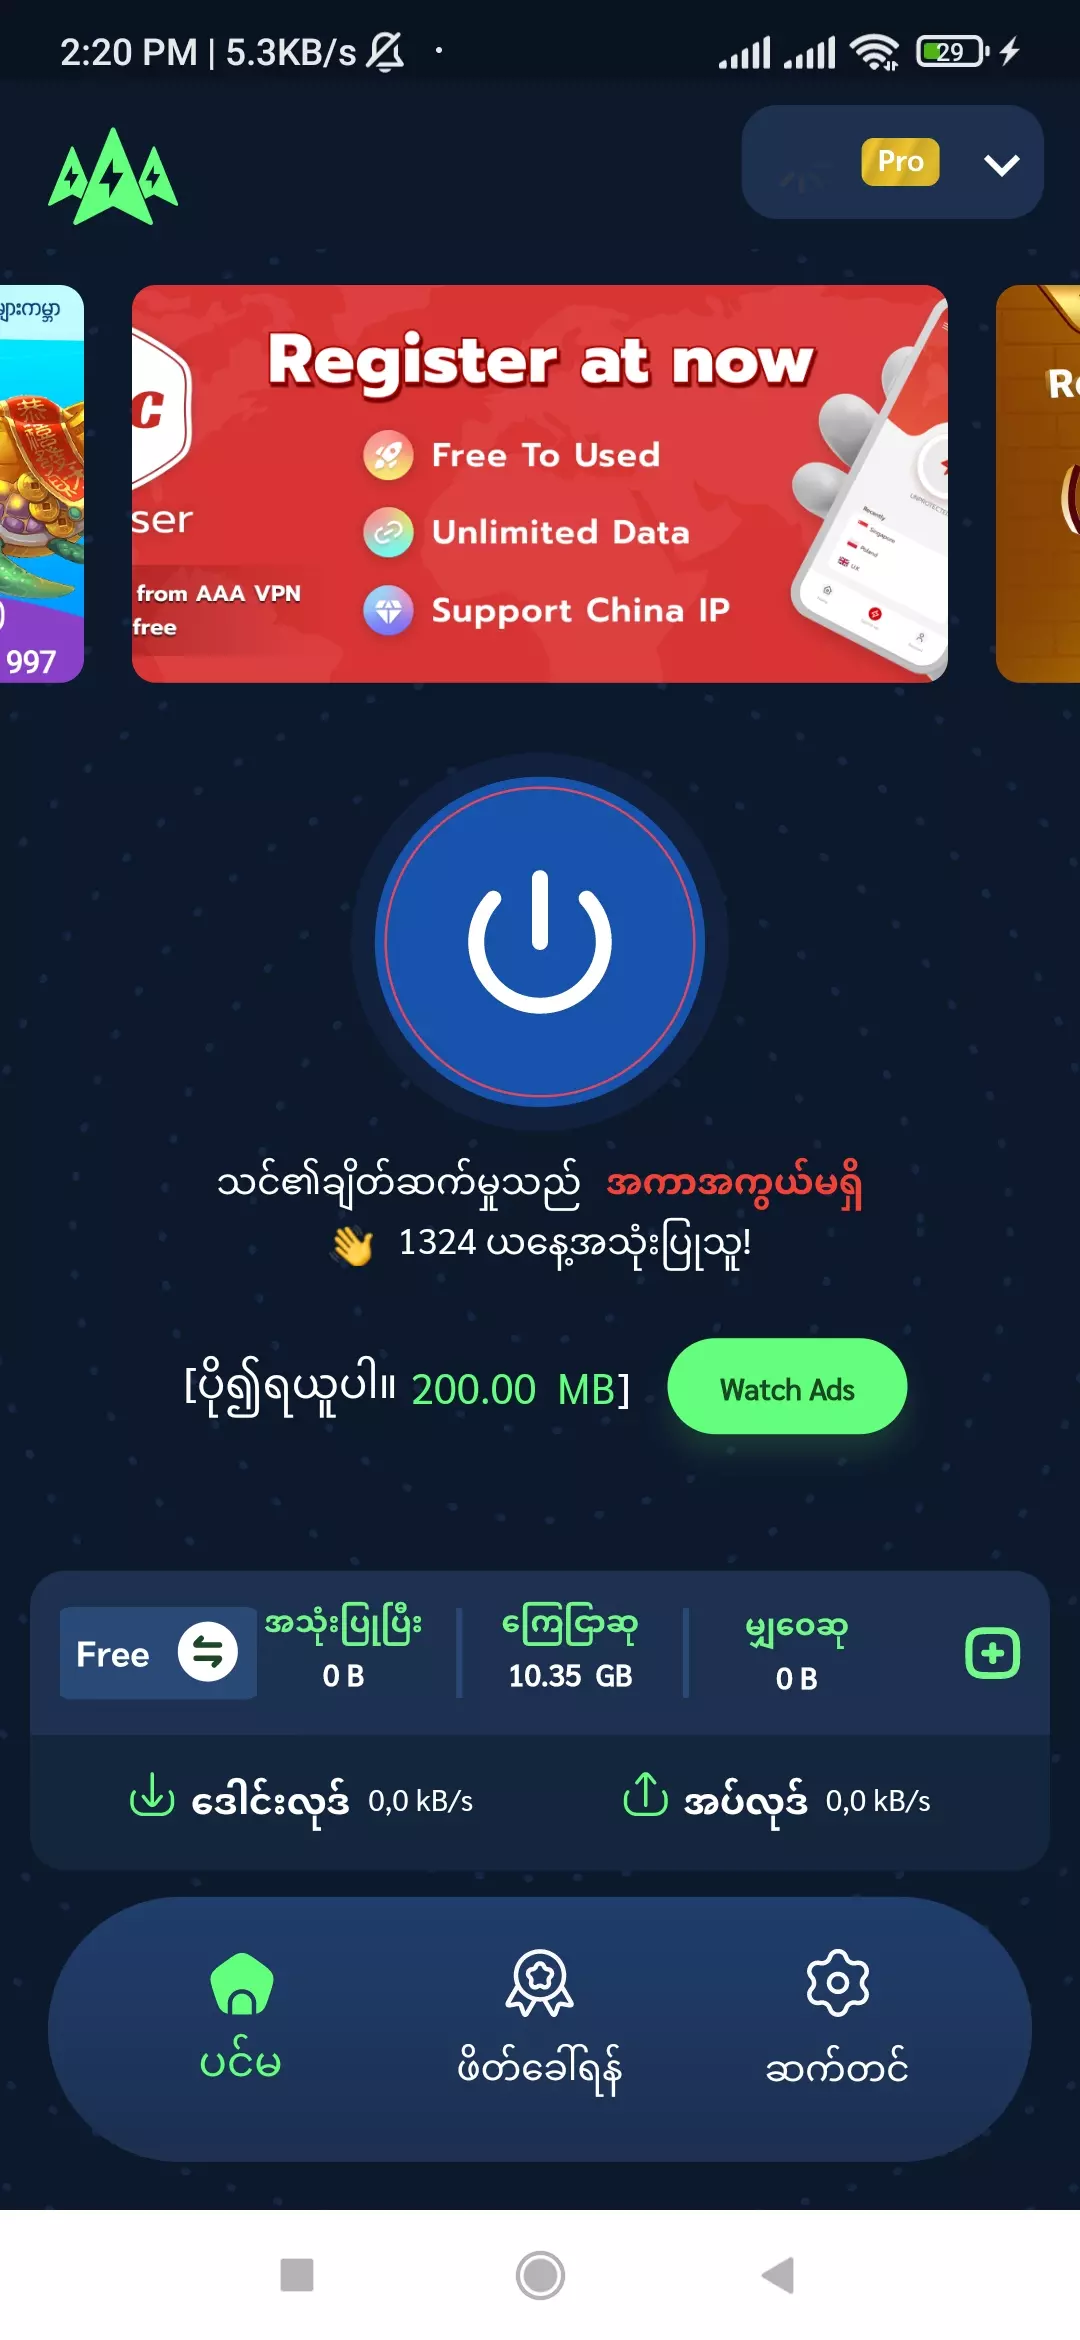 2:20 PM | 5.3KB/s
29
Pro
များကမ္ဘာ
997
Register at now
Free To Used
Unlimited Data
Support China IP
C
ser
from AAA VPN
free
UNPROTECTED
Recently
Singapore
Poland
U.K
သင်၏ချိတ်ဆက်မှုသည် အကာအကွယ်မရှိ
👋 1324 ယနေ့အသုံးပြုသူ!
[ပို၍ရယူပါ။ 200.00 MB]
Watch Ads
Free
အသုံးပြုပြီး
0 B
ကြေငြာဆု
10.35 GB
မျှဝေဆု
0 B
ဒေါင်းလုဒ် 0,0 kB/s
အပ်လုဒ် 0,0 kB/s
ပင်မ
ဖိတ်ခေါ်ရန်
ဆက်တင်